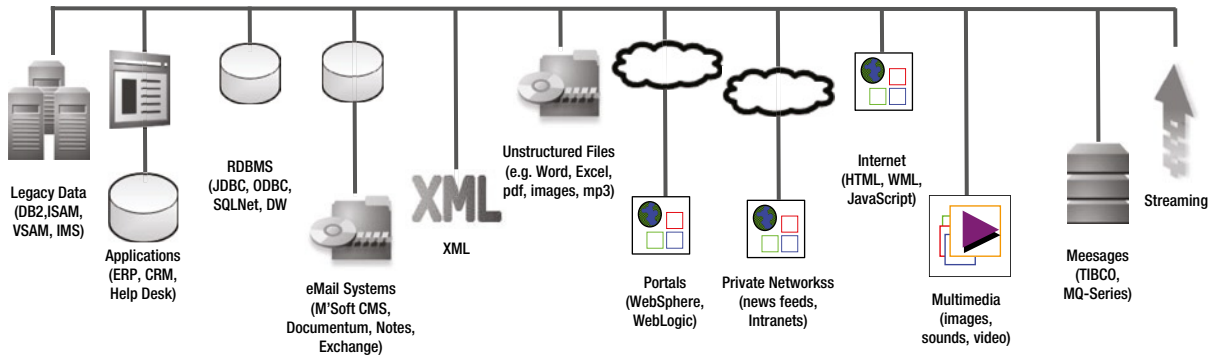 Legacy Data
(DB2,ISAM,
VSAM, IMS)
Applications
(ERP, CRM,
Help Desk)
RDBMS
(JDBC, ODBC,
SQLNet, DW
eMail Systems
(M'Soft CMS,
Documentum, Notes,
Exchange)
XML
XML
Unstructured Files
(e.g. Word, Excel,
pdf, images, mp3)
Portals
(WebSphere,
WebLogic)
Private Networkss
(news feeds,
Intranets)
Internet
(HTML, WML,
JavaScript)
Multimedia
(images,
sounds, video)
Meesages
(TIBCO,
MQ-Series)
Streaming